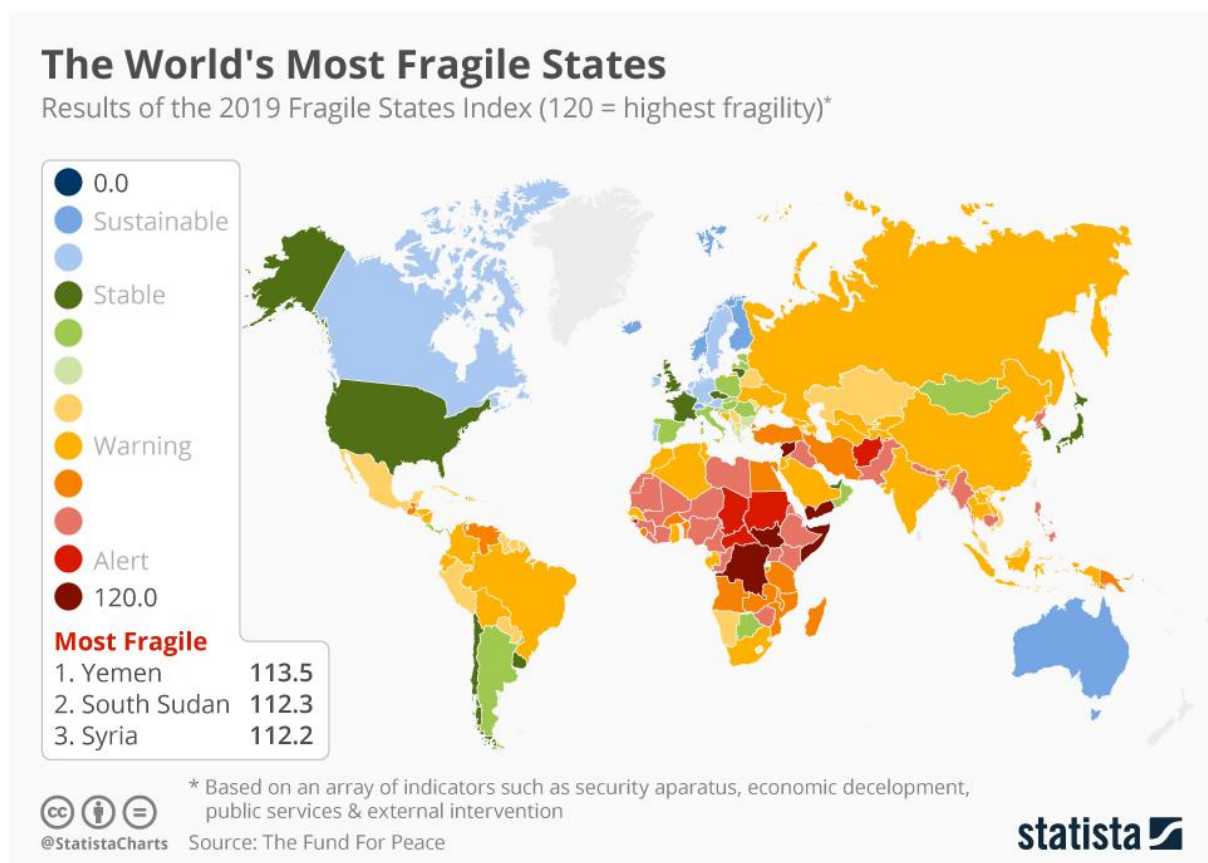 The World's Most Fragile States
Results of the 2019 Fragile States Index (120 = highest fragility)*
0.0
Sustainable
Stable
Warning
Alert
120.0
Most Fragile
1. Yemen 113.5
2. South Sudan 112.3
3. Syria 112.2
* Based on an array of indicators such as security aparatus, economic development,
public services & external intervention
@StatistaCharts Source: The Fund For Peace
cc
statista